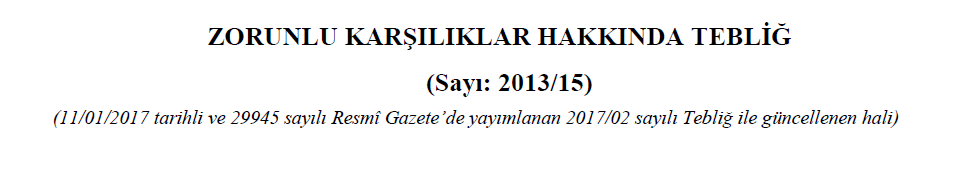 ZORUNLU KARŞILIKLAR HAKKINDA TEBLİĞ
(Sayı: 2013/15)
(11/01/2017 tarihli ve 29945 sayılı Resmî Gazete’de yayımlanan 2017/02 sayılı Tebliğ ile güncellenen hali)